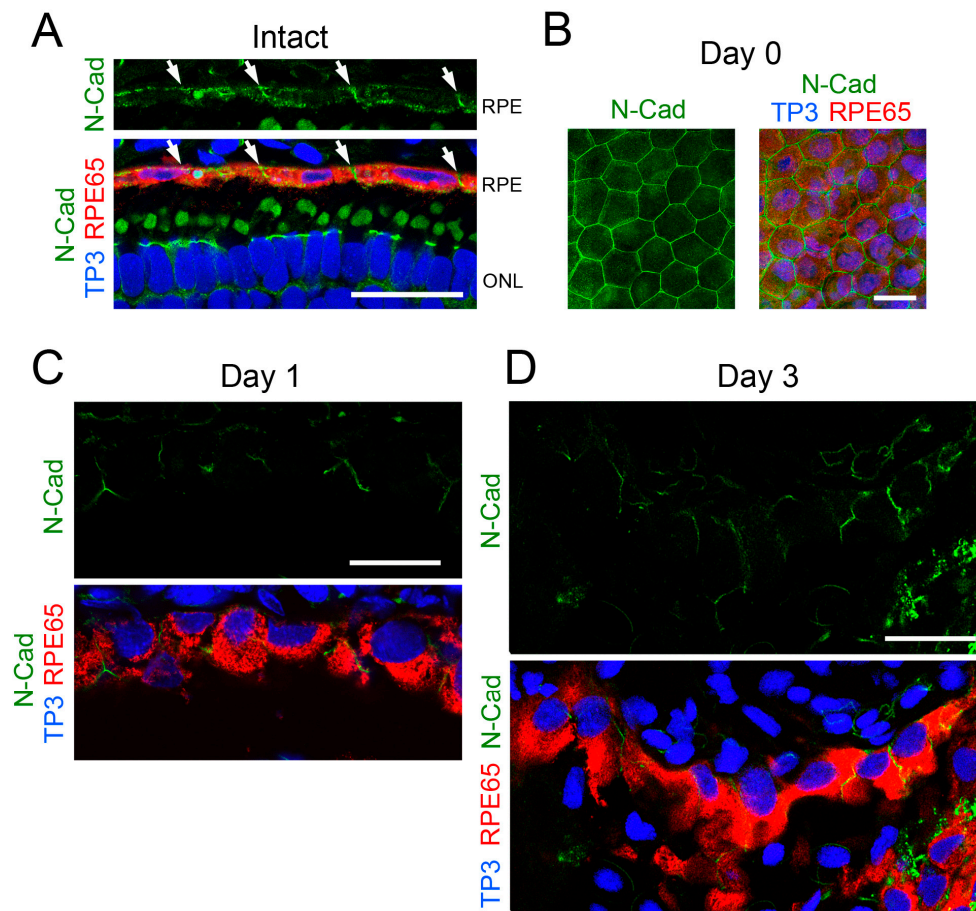 A
Intact
N-Cad
RPE
N-Cad
TP3 RPE65
RPE
ONL
B
Day 0
N-Cad
N-Cad
TP3 RPE65
C
Day 1
N-Cad
N-Cad
TP3 RPE65
D
Day 3
N-Cad
TP3 RPE65 N-Cad